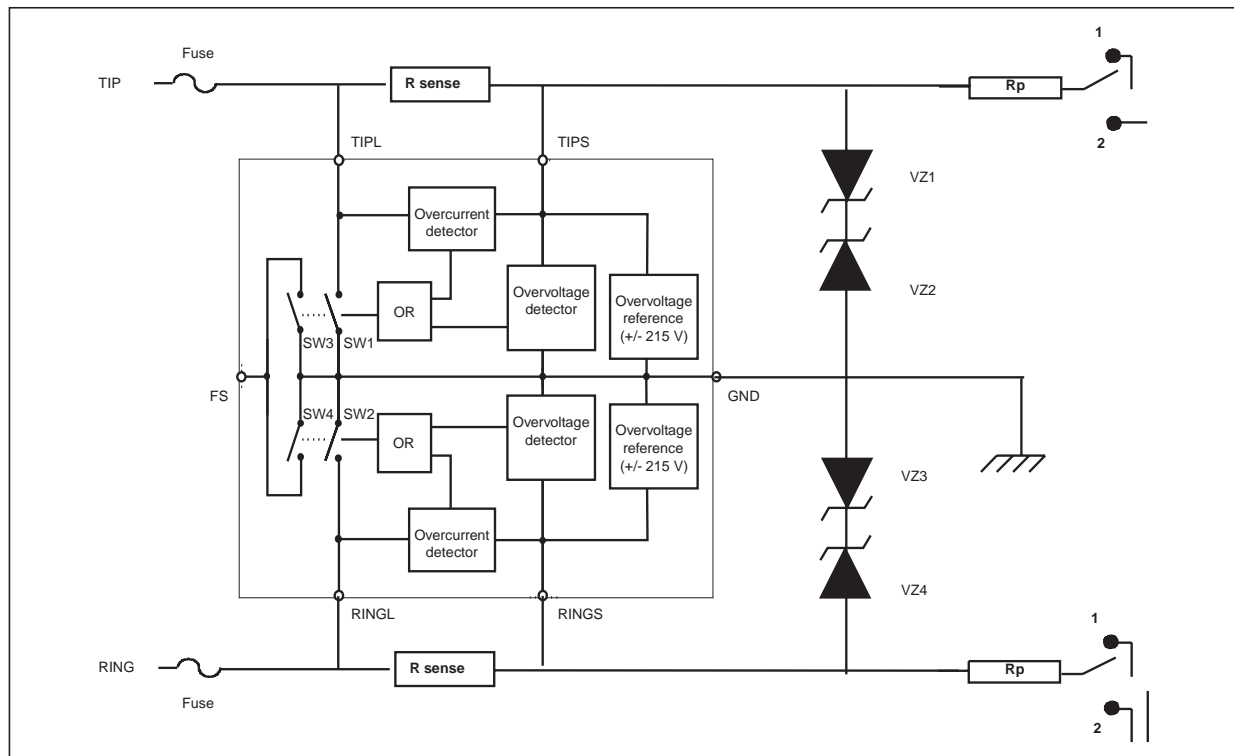 Fuse
1
TIP
R sense
Rp
TIPL
TIPS
2
VZ1
Overcurrent
detector
Overvoltage
detector
Overvoltage
reference
(+/- 215 V)
OR
VZ2
SW3
SW1
FS
GND
SW4
SW2
OR
Overvoltage
detector
Overvoltage
reference
(+/- 215 V)
VZ3
Overcurrent
detector
VZ4
RINGL
RINGS
1
RING
R sense
Rp
Fuse
2